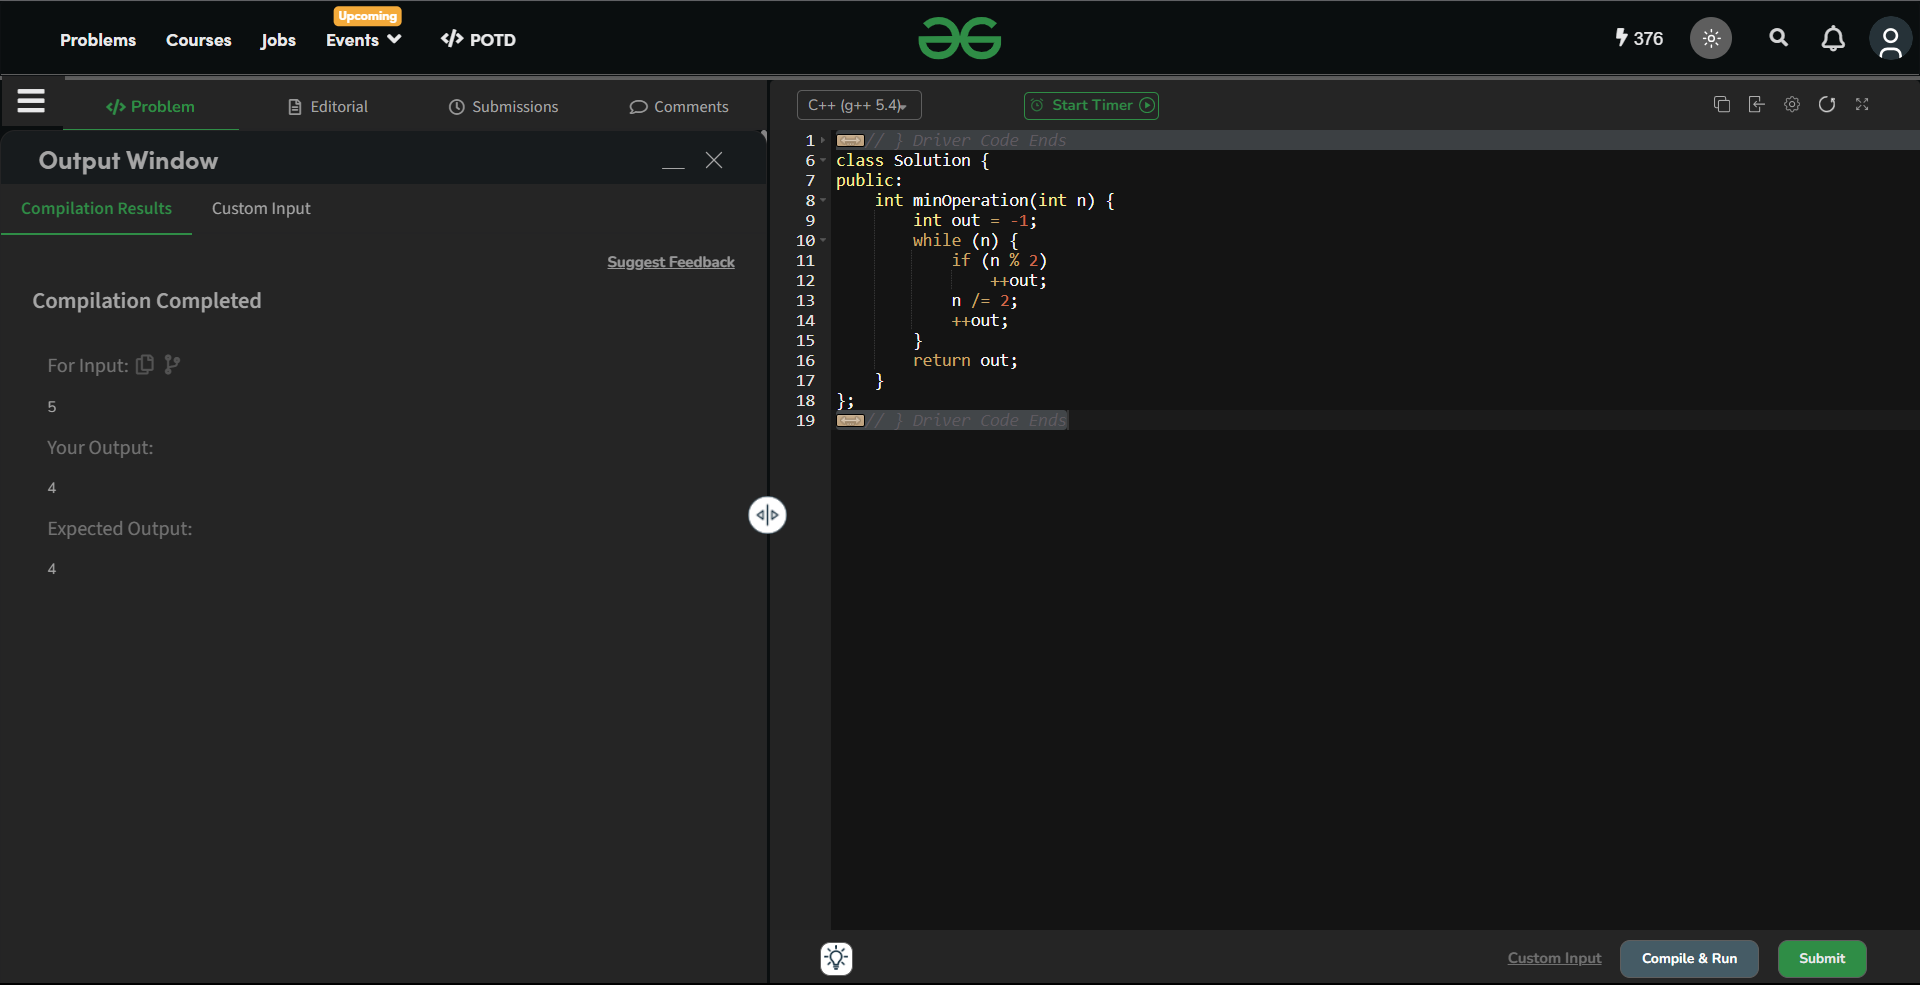 Problems
Courses
Jobs
Upcoming
Events
</> POTD
376
</> Problem
Editorial
Submissions
Comments
Output Window
Compilation Results
Custom Input
Suggest Feedback
Compilation Completed
For Input:
5
Your Output:
4
Expected Output:
4
C++ (g++ 5.4)
Start Timer
1 // } Driver Code Ends
6 class Solution {
7 public:
8     int minOperation(int n) {
9         int out = -1;
10         while (n) {
11             if (n % 2)
12                 ++out;
13             n /= 2;
14             ++out;
15         }
16         return out;
17     }
18 };
19 // } Driver Code Ends
Custom Input
Compile & Run
Submit